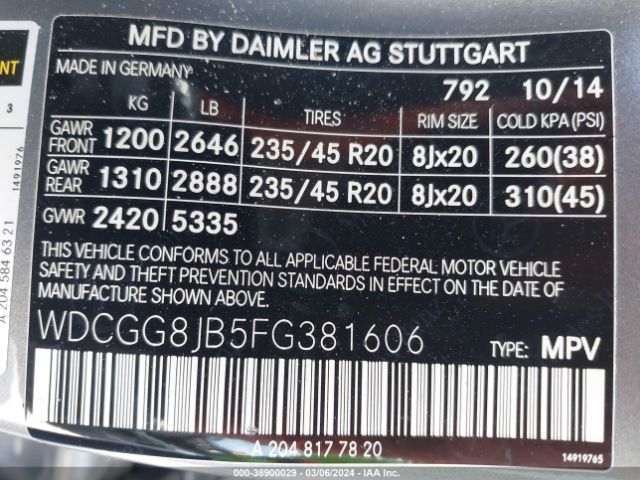 MFD BY DAIMLER AG STUTTGART
MADE IN GERMANY 792 10/14
KG LB TIRES RIM SIZE COLD KPA (PSI)
GAWR FRONT 1200 2646 235/45 R20 8Jx20 260(38)
GAWR REAR 1310 2888 235/45 R20 8Jx20 310(45)
GVWR 2420 5335
THIS VEHICLE CONFORMS TO ALL APPLICABLE FEDERAL MOTOR VEHICLE
SAFETY AND THEFT PREVENTION STANDARDS IN EFFECT ON THE DATE
OF MANUFACTURE SHOWN ABOVE.
WDCGG8JB5FG381606 TYPE: MPV
A 204 817 78 20
14919765
3
1491976
A 204 584 63 21
000-38900029 - 03/06/2024 - IAA Inc.